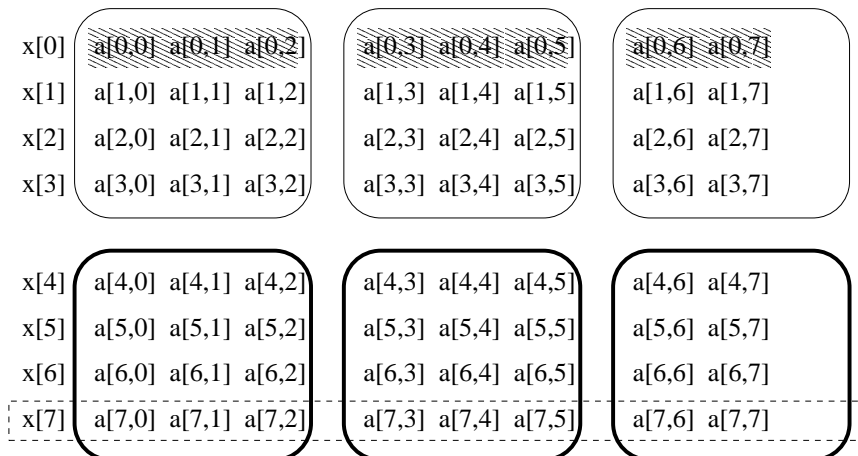 x[0] a[0,0] a[0,1] a[0,2] a[0,3] a[0,4] a[0,5] a[0,6] a[0,7]
x[1] a[1,0] a[1,1] a[1,2] a[1,3] a[1,4] a[1,5] a[1,6] a[1,7]
x[2] a[2,0] a[2,1] a[2,2] a[2,3] a[2,4] a[2,5] a[2,6] a[2,7]
x[3] a[3,0] a[3,1] a[3,2] a[3,3] a[3,4] a[3,5] a[3,6] a[3,7]
x[4] a[4,0] a[4,1] a[4,2] a[4,3] a[4,4] a[4,5] a[4,6] a[4,7]
x[5] a[5,0] a[5,1] a[5,2] a[5,3] a[5,4] a[5,5] a[5,6] a[5,7]
x[6] a[6,0] a[6,1] a[6,2] a[6,3] a[6,4] a[6,5] a[6,6] a[6,7]
x[7] a[7,0] a[7,1] a[7,2] a[7,3] a[7,4] a[7,5] a[7,6] a[7,7]